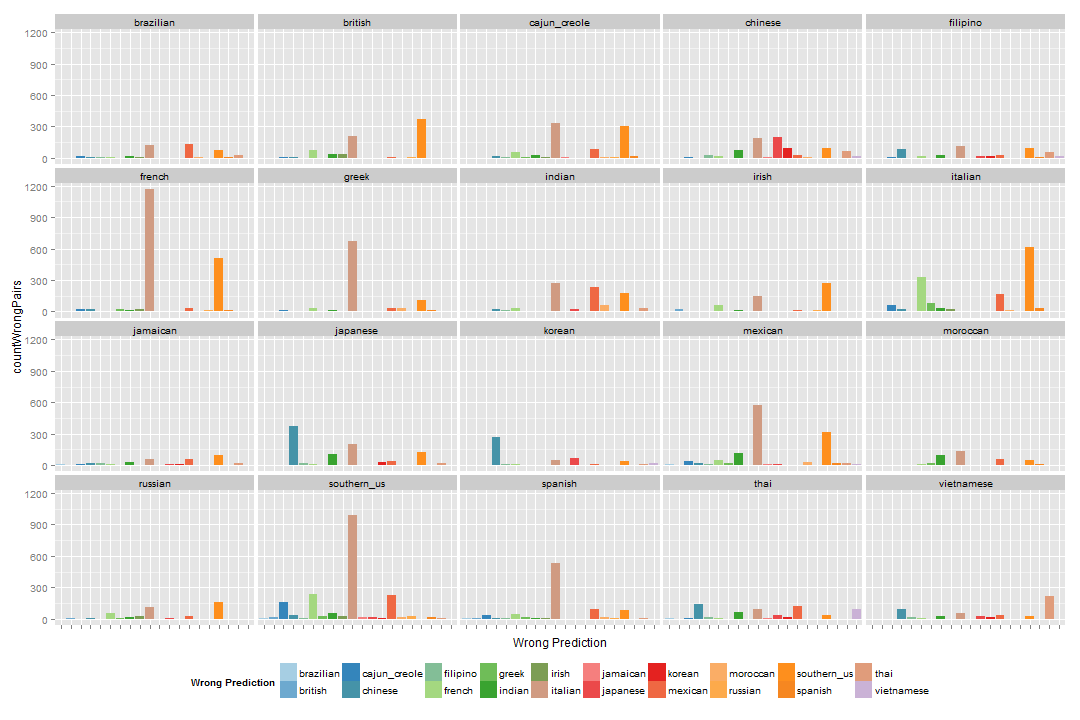 brazilian british cajun_creole chinese filipino
1200
900
600
300
0
french greek indian irish italian
1200
900
600
300
0
countWrongPairs
jamaican japanese korean mexican moroccan
1200
900
600
300
0
russian southern_us spanish thai vietnamese
1200
900
600
300
0
Wrong Prediction
Wrong Prediction
brazilian cajun_creole filipino greek irish jamaican korean moroccan southern_us thai
british chinese french indian italian japanese mexican russian spanish vietnamese